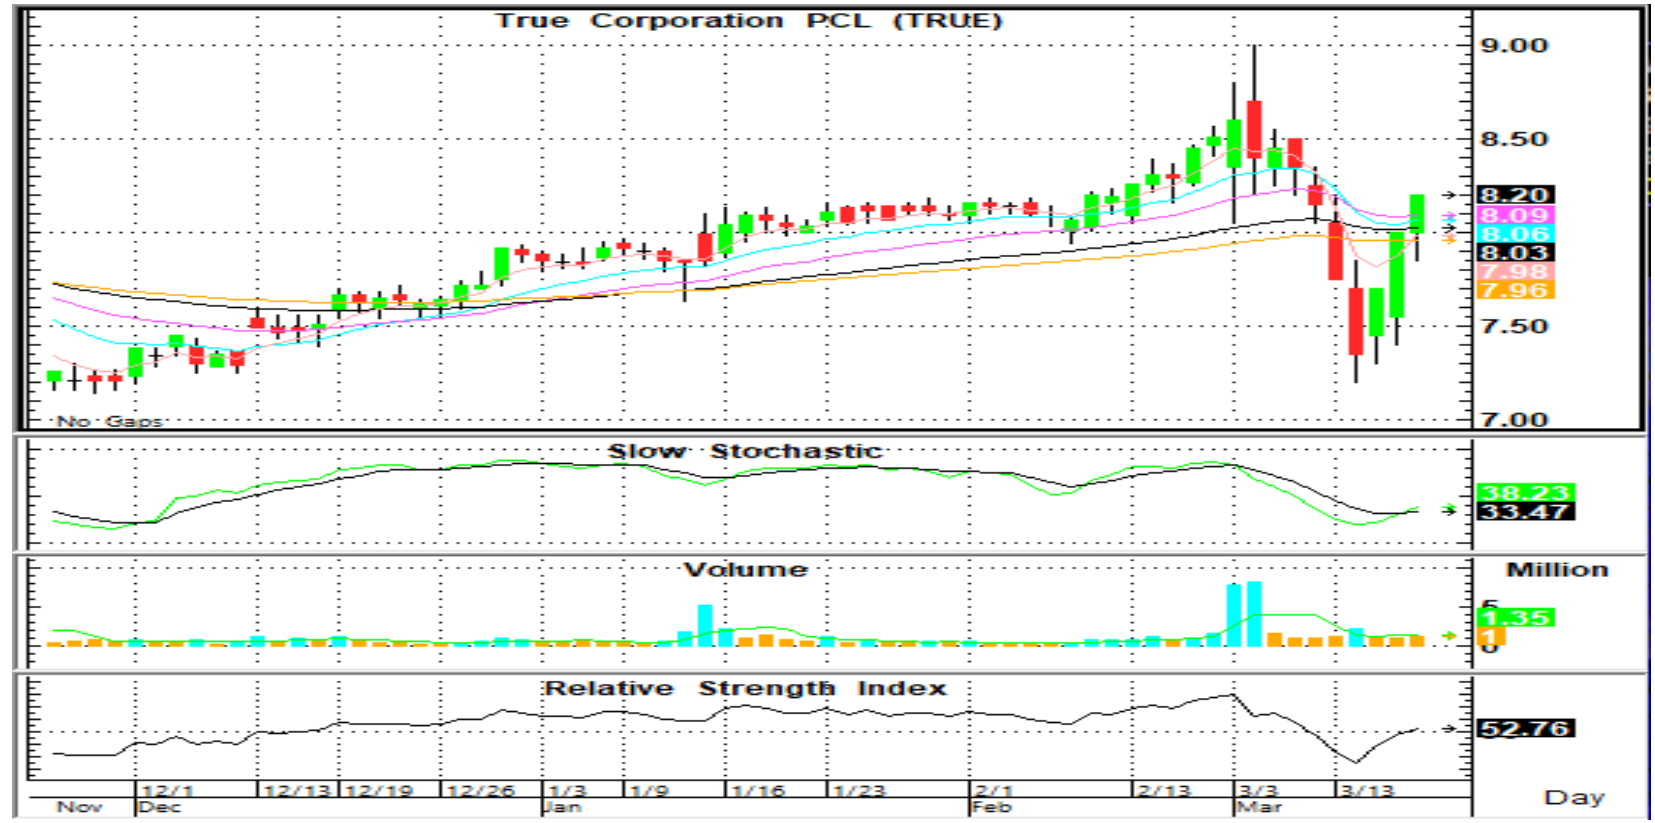 True Corporation PCL (TRUE)
9.00
8.50
8.20
8.09
8.06
8.03
7.98
7.96
7.50
7.00
No Gaps
Slow Stochastic
38.23
33.47
Volume
Million
5
1.35
1
0
Relative Strength Index
52.76
12/1 12/13 12/19 12/26 1/3 1/9 1/16 1/23 2/1 2/13 3/3 3/13
Nov Dec Jan Feb Mar
Day